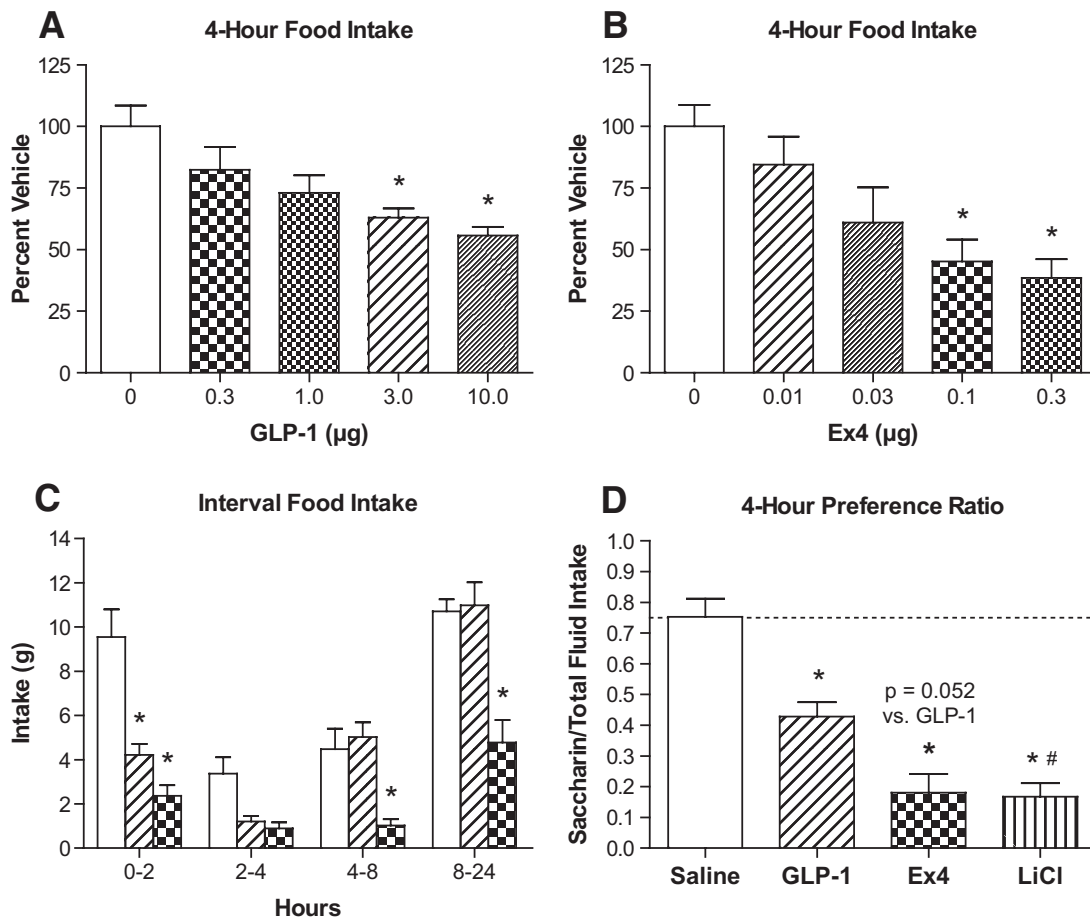 A
4-Hour Food Intake
Percent Vehicle
125
100
75
50
25
0
*
*
0 0.3 1.0 3.0 10.0
GLP-1 (µg)
B
4-Hour Food Intake
Percent Vehicle
125
100
75
50
25
0
*
*
0 0.01 0.03 0.1 0.3
Ex4 (µg)
C
Interval Food Intake
Intake (g)
14
12
10
8
6
4
2
0
*
*
*
*
0-2 2-4 4-8 8-24
Hours
D
4-Hour Preference Ratio
Saccharin/Total Fluid Intake
1.0
0.9
0.8
0.7
0.6
0.5
0.4
0.3
0.2
0.1
0.0
*
p = 0.052
vs. GLP-1
*
* #
Saline GLP-1 Ex4 LiCl